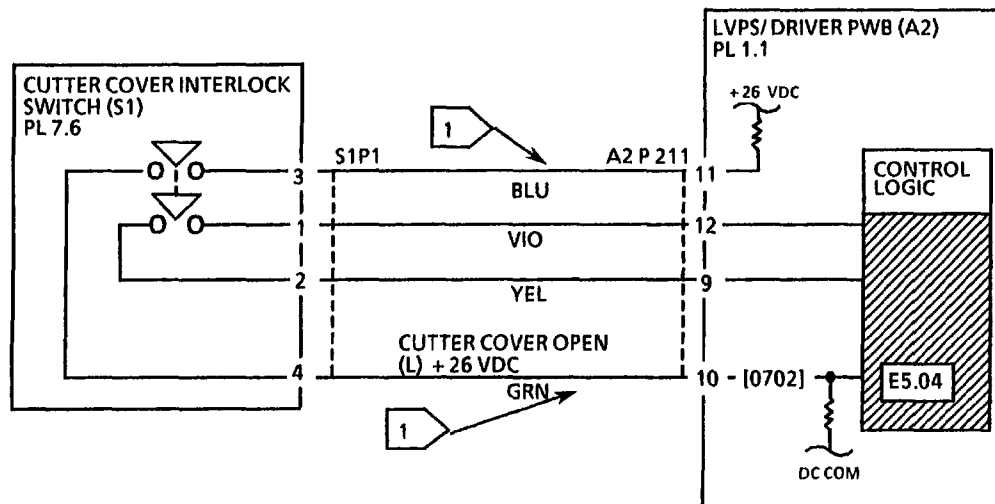 LVPS/ DRIVER PWB (A2)
PL 1.1
CUTTER COVER INTERLOCK
SWITCH (S1)
PL 7.6
+26 VDC
1
S1P1
A2 P 211
CONTROL
LOGIC
3
BLU
11
1
VIO
12
2
YEL
9
CUTTER COVER OPEN
(L) +26 VDC
4
GRN
10
[0702]
E5.04
1
DC COM